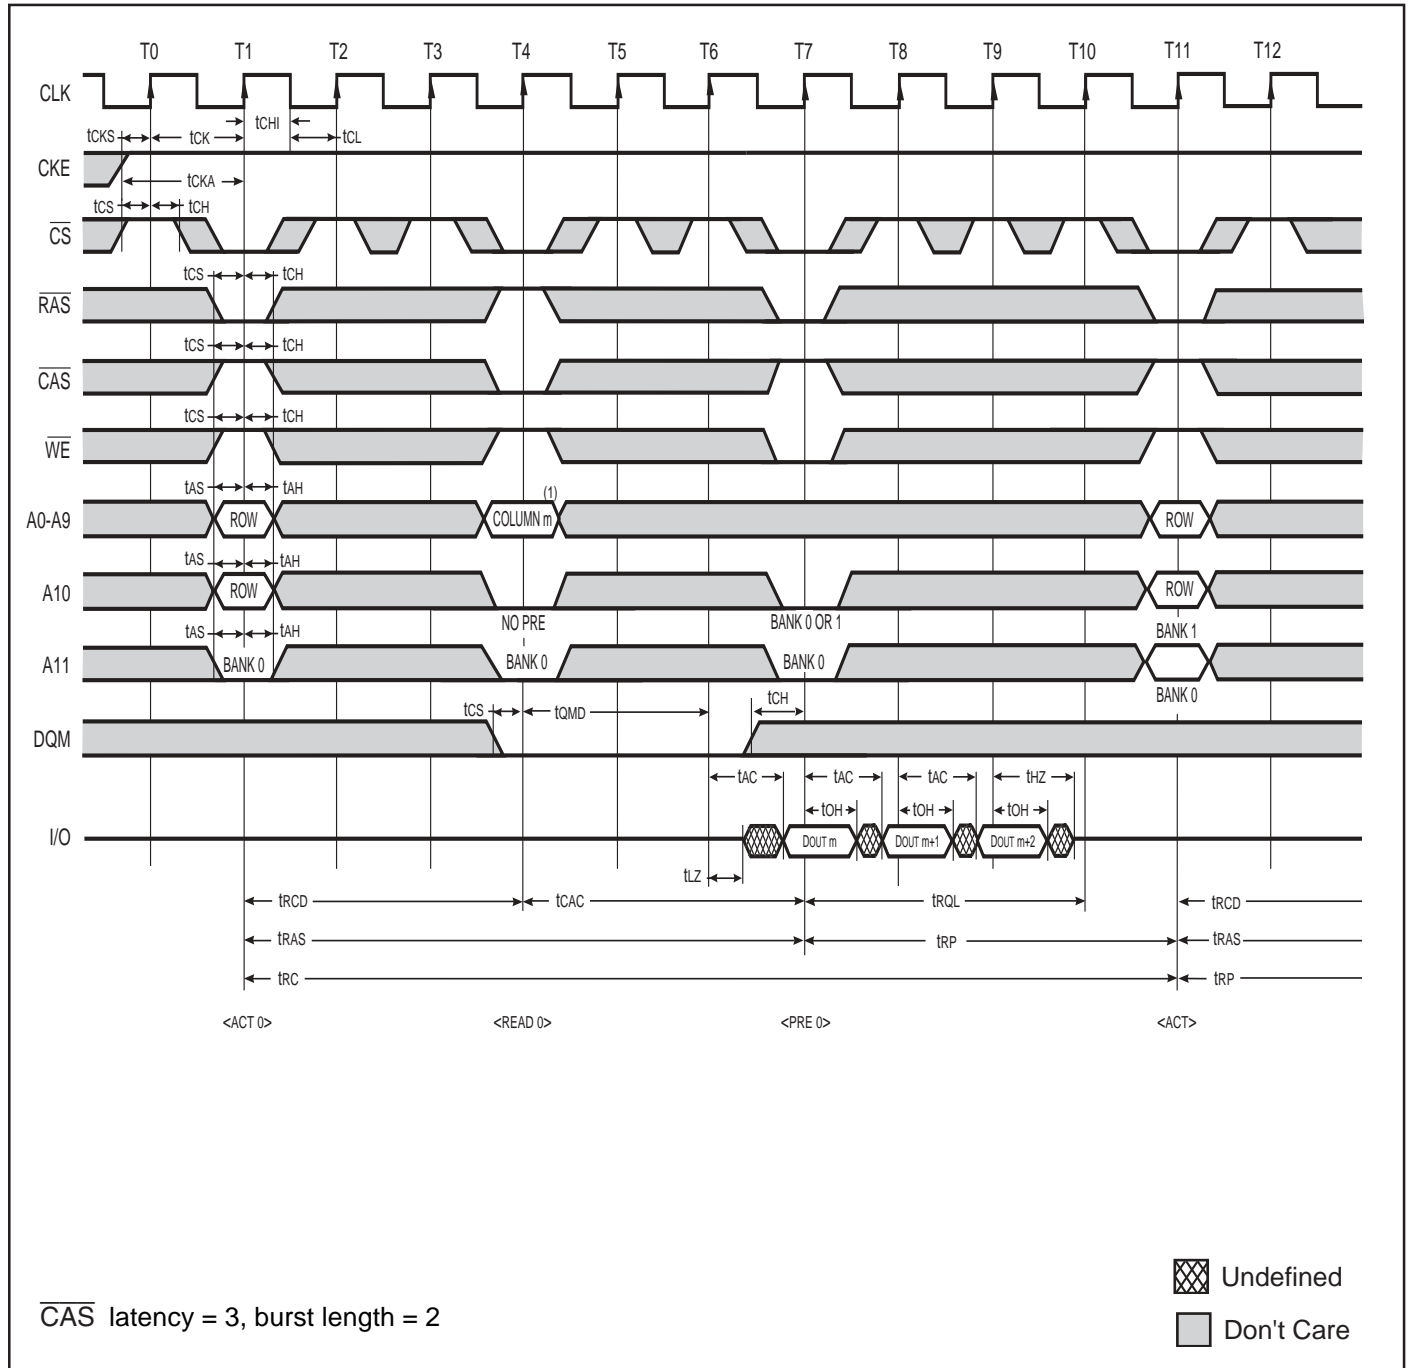 T0 T1 T2 T3 T4 T5 T6 T7 T8 T9 T10 T11 T12
CLK
tCHI
tCKS tCK tCL
CKE
tCKA
tCS tCH
CS
tCS tCH
RAS
tCS tCH
CAS
tCS tCH
WE
tAS tAH
(1)
A0-A9 ROW COLUMN m ROW
tAS tAH
A10 ROW ROW
NO PRE BANK 0 OR 1 BANK 1
tAS tAH
A11 BANK 0 BANK 0 BANK 0
BANK 0
tCS tQMD tCH
DQM
tAC tAC tAC tHZ
tOH tOH tOH
I/O DOUT m DOUT m+1 DOUT m+2
tLZ
tRCD tCAC tRQL tRCD
tRAS tRP tRAS
tRC tRP
<ACT 0> <READ 0> <PRE 0> <ACT>
Undefined
CAS latency = 3, burst length = 2
Don't Care